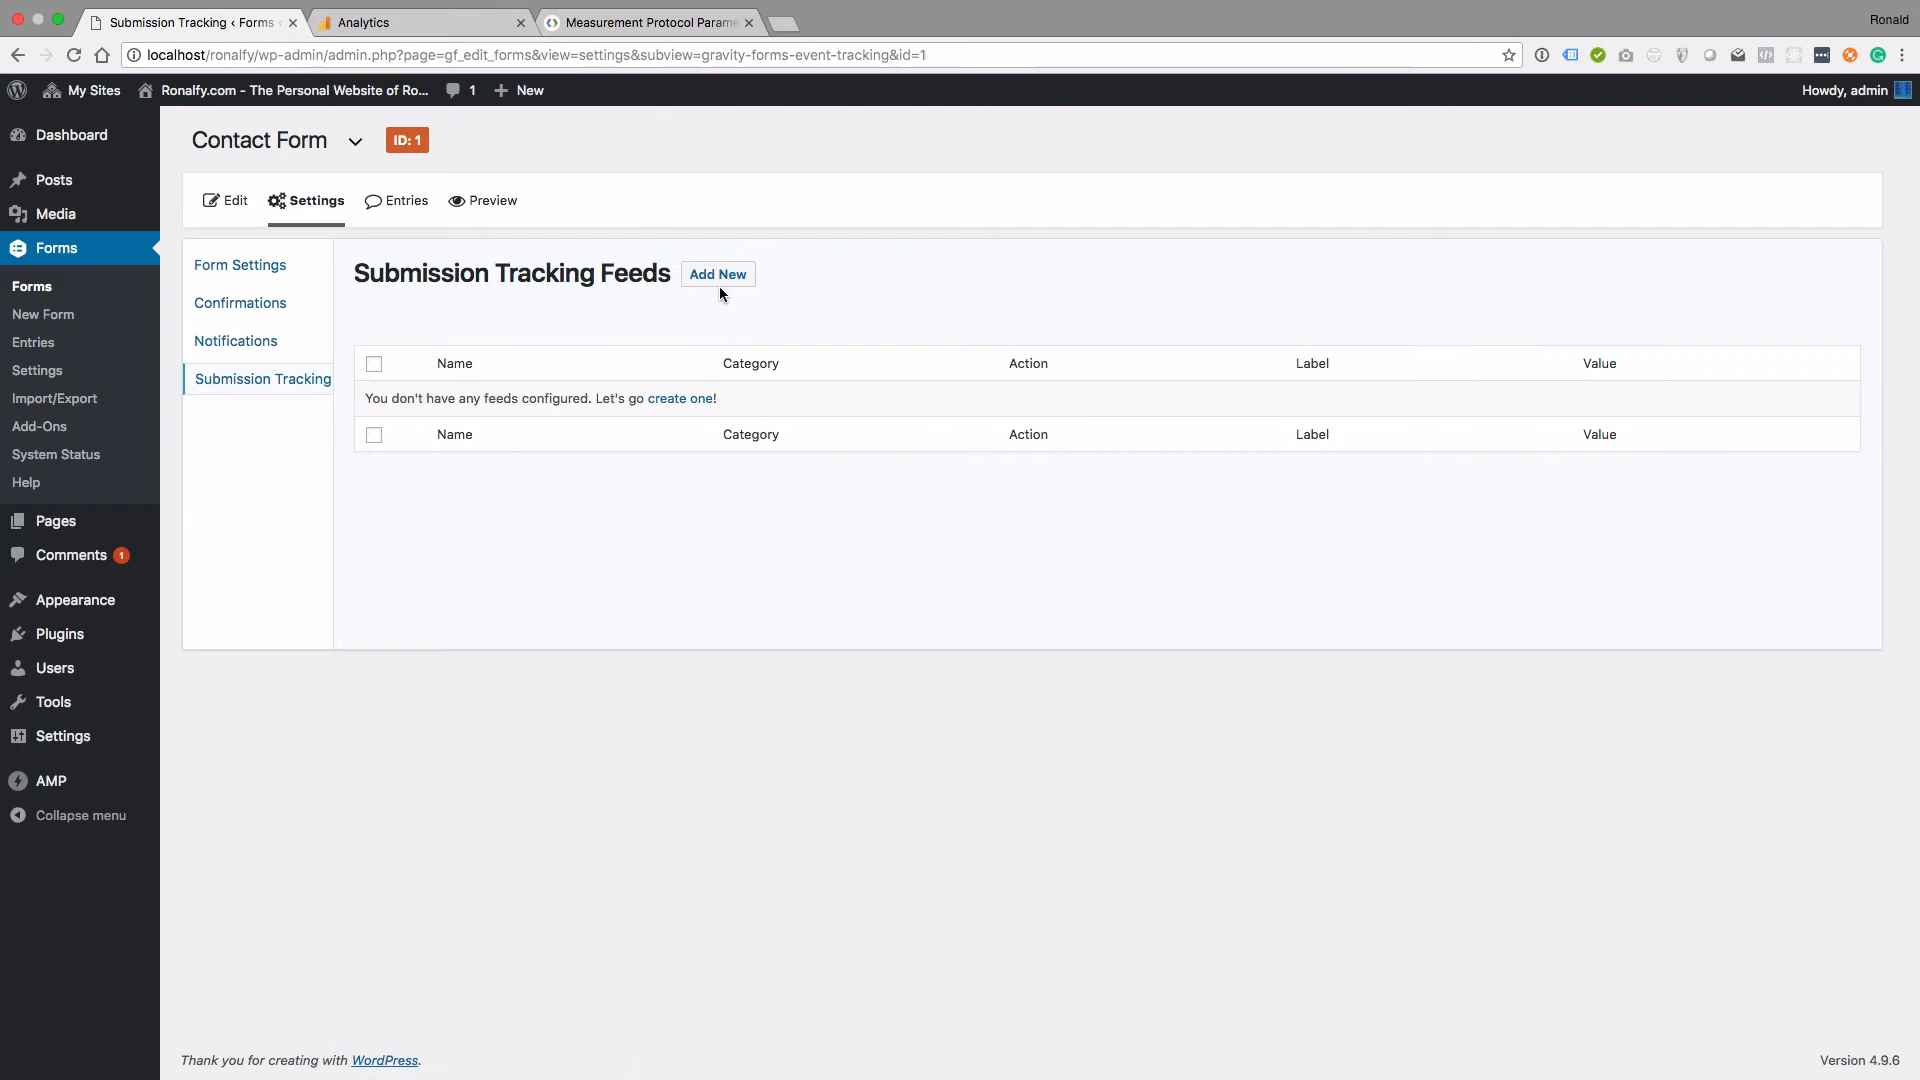 Submission Tracking ‹ Forms
Analytics
Measurement Protocol Parame
Ronald
localhost/ronalfy/wp-admin/admin.php?page=gf_edit_forms&view=settings&subview=gravity-forms-event-tracking&id=1
My Sites
Ronalfy.com - The Personal Website of Ro...
1
New
Howdy, admin
Dashboard
Posts
Media
Forms
Forms
New Form
Entries
Settings
Import/Export
Add-Ons
System Status
Help
Pages
Comments 1
Appearance
Plugins
Users
Tools
Settings
AMP
Collapse menu
Contact Form
ID: 1
Edit
Settings
Entries
Preview
Form Settings
Confirmations
Notifications
Submission Tracking
Submission Tracking Feeds
Add New
Name Category Action Label Value
You don't have any feeds configured. Let's go create one!
Name Category Action Label Value
Thank you for creating with WordPress.
Version 4.9.6